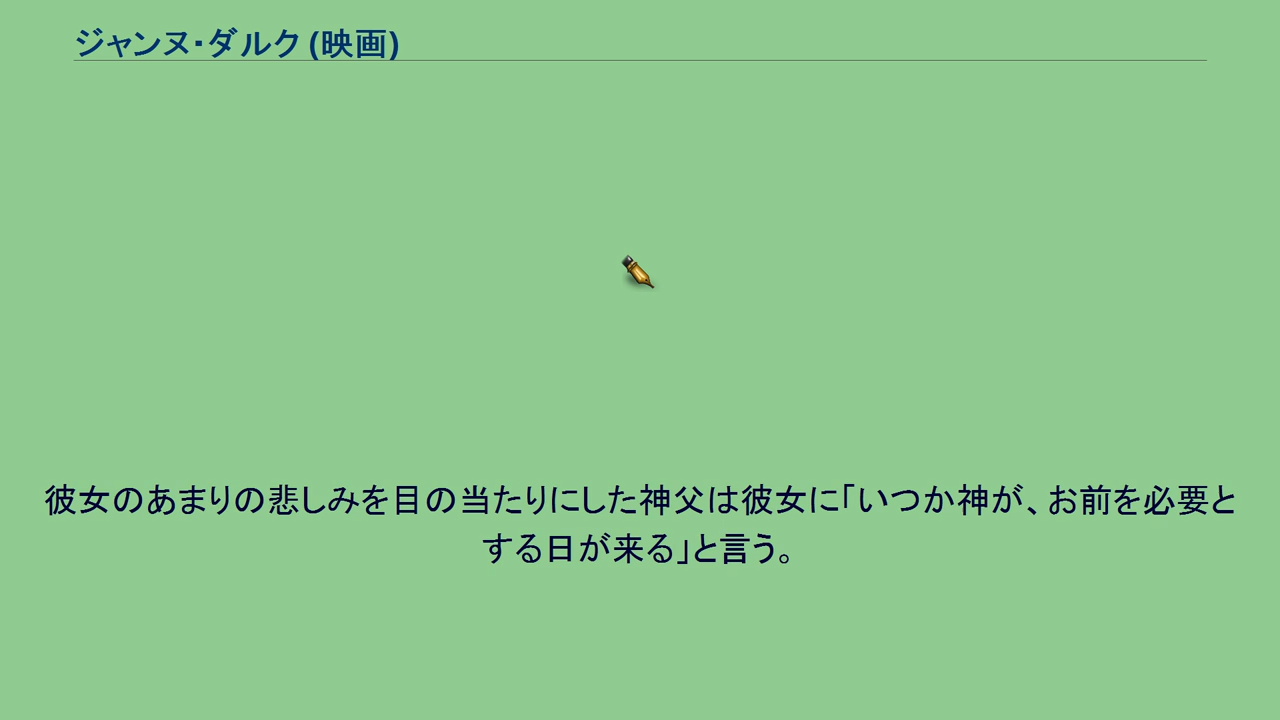 ジャンヌ・ダルク (映画)
彼女のあまりの悲しみを目の当たりにした神父は彼女に｢いつか神が、お前を必要と
する日が来る｣と言う。